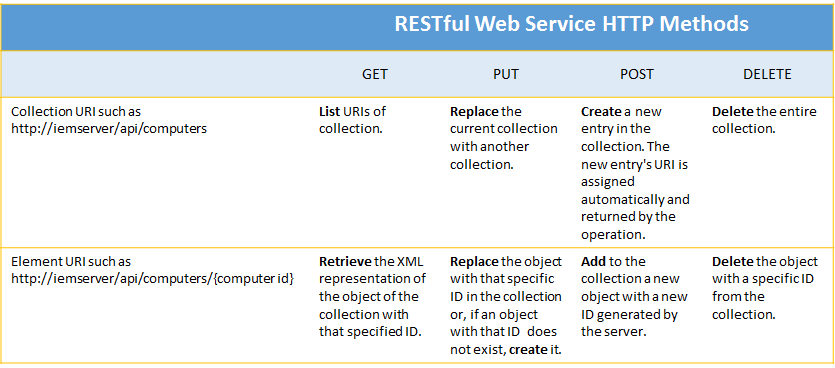 RESTful Web Service HTTP Methods
GET
PUT
POST
DELETE
Collection URI such as
http://iemserver/api/computers
List URIs of
collection.
Replace the
current collection
with another
collection.
Create a new
entry in the
collection. The
new entry's URI is
assigned
automatically and
returned by the
operation.
Delete the entire
collection.
Element URI such as
http://iemserver/api/computers/{computer id}
Retrieve the XML
representation of
the object of the
collection with
that specified ID.
Replace the object
with that specific
ID in the collection
or, if an object
with that ID does
not exist, create it.
Add to the
collection a new
object with a new
ID generated by
the server.
Delete the object
with a specific ID
from the
collection.